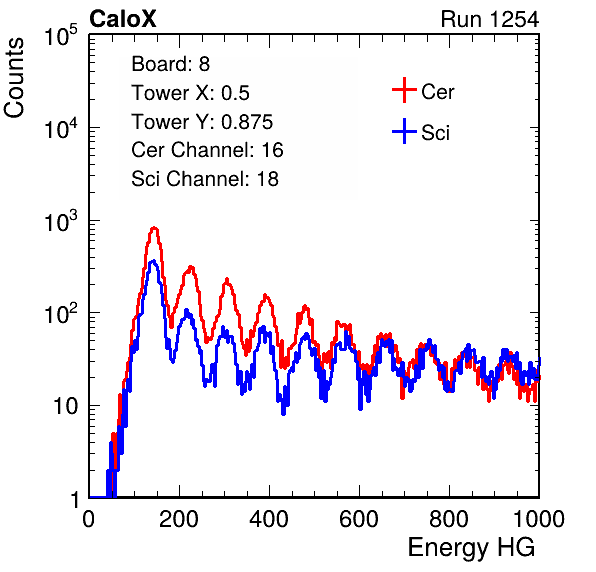 CaloX Run 1254
Counts
Board: 8
Tower X: 0.5
Tower Y: 0.875
Cer Channel: 16
Sci Channel: 18
Cer
Sci
10^5
10^4
10^3
10^2
10
1
0 200 400 600 800 1000
Energy HG